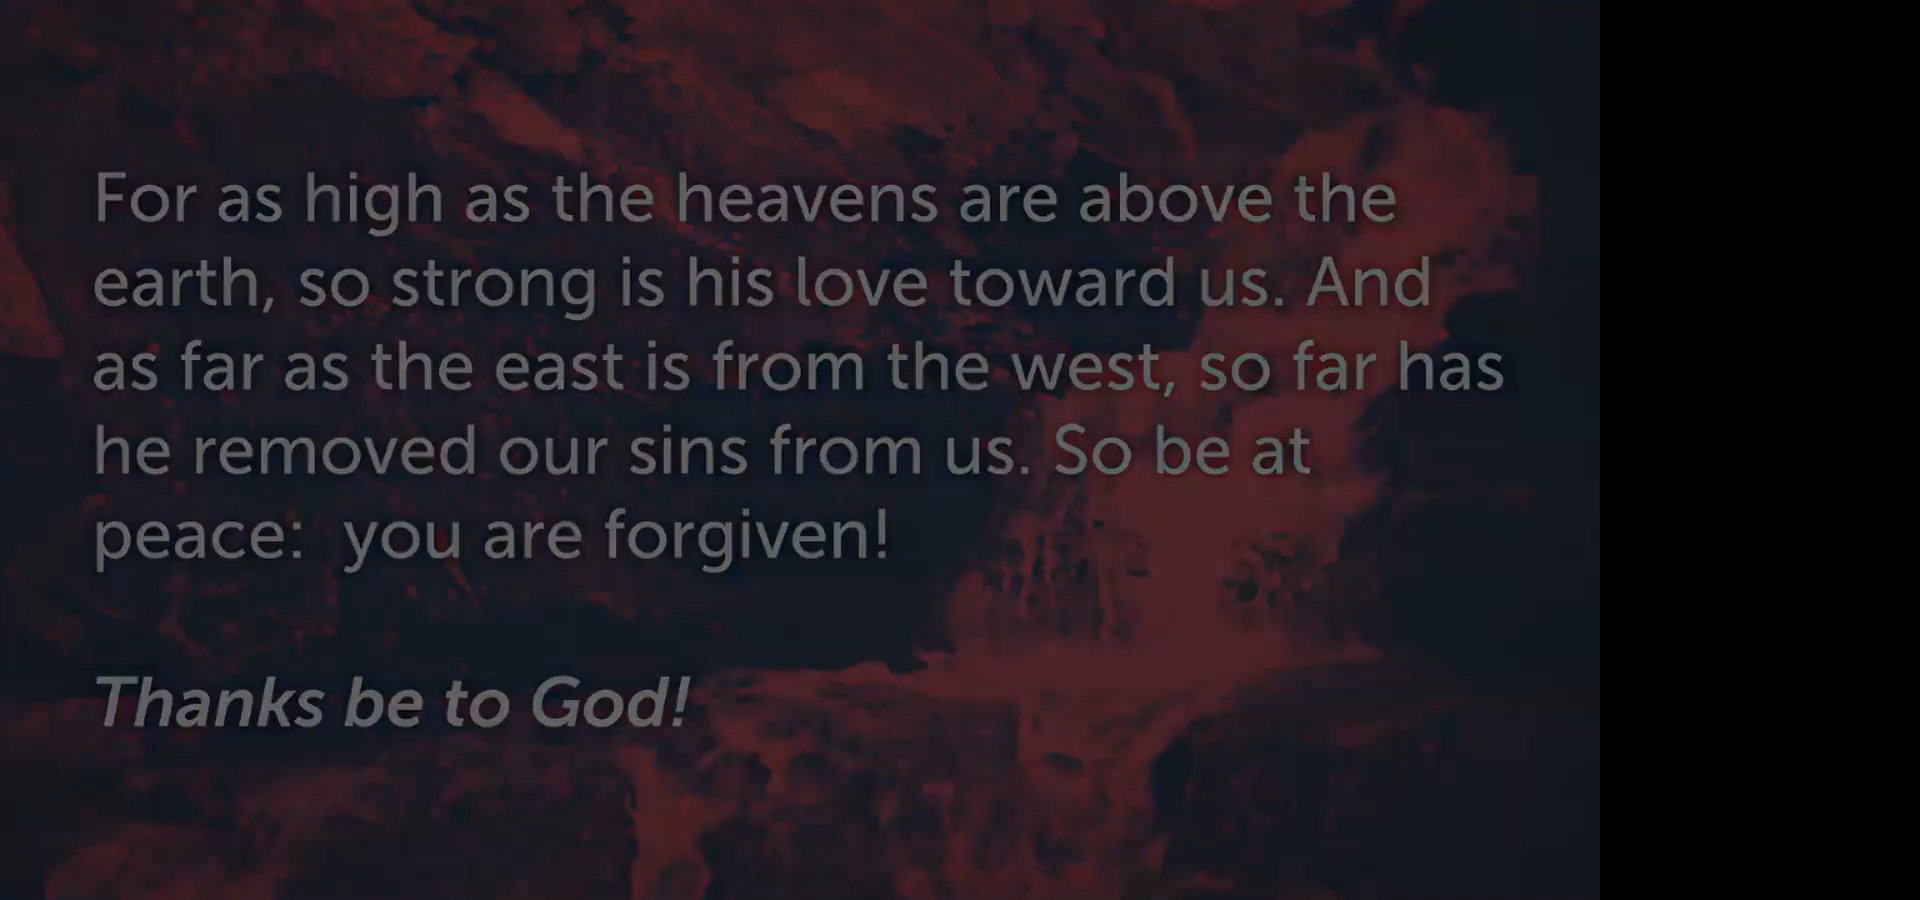 For as high as the heavens are above the
earth, so strong is his love toward us. And
as far as the east is from the west, so far has
he removed our sins from us. So be at
peace:  you are forgiven!
Thanks be to God!